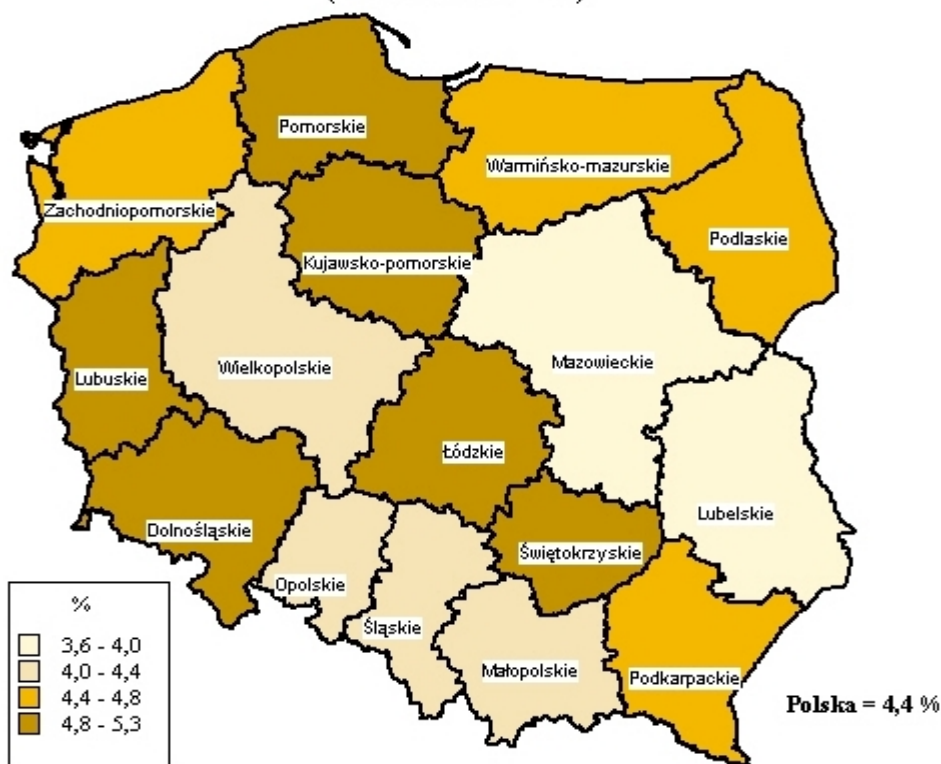 Pomorskie
Warmińsko-mazurskie
Zachodniopomorskie
Podlaskie
Kujawsko-pomorskie
Mazowieckie
Wielkopolskie
Lubuskie
Łódzkie
Lubelskie
Dolnośląskie
Świętokrzyskie
Opolskie
Śląskie
Małopolskie
Podkarpackie
%
3,6 - 4,0
4,0 - 4,4
4,4 - 4,8
4,8 - 5,3
Polska = 4,4 %